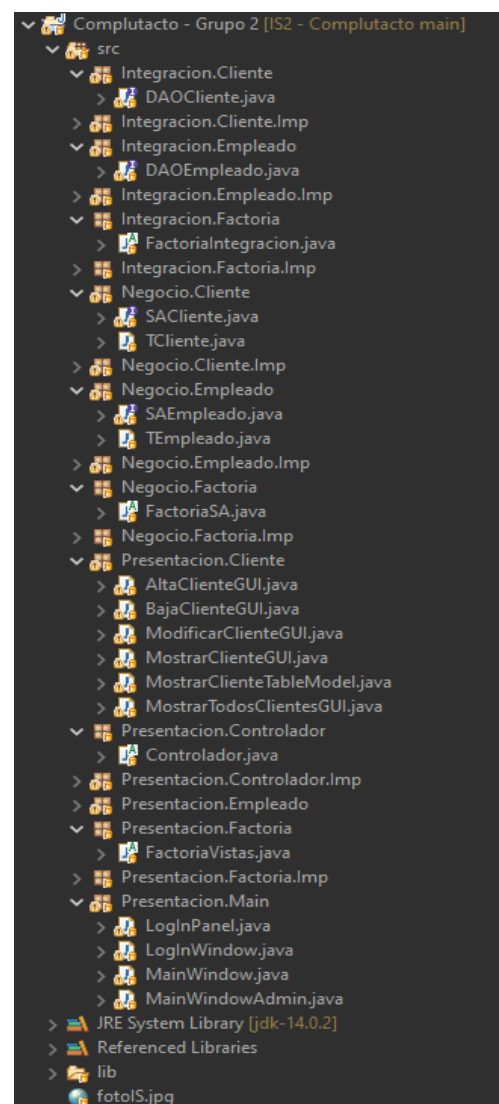 Complutacto - Grupo 2 [IS2 - Complutacto main]
src
Integracion.Cliente
DAOCliente.java
Integracion.Cliente.Imp
Integracion.Empleado
DAOEmpleado.java
Integracion.Empleado.Imp
Integracion.Factoria
FactoriaIntegracion.java
Integracion.Factoria.Imp
Negocio.Cliente
SACliente.java
TCliente.java
Negocio.Cliente.Imp
Negocio.Empleado
SAEmpleado.java
TEmpleado.java
Negocio.Empleado.Imp
Negocio.Factoria
FactoriaSA.java
Negocio.Factoria.Imp
Presentacion.Cliente
AltaClienteGUI.java
BajaClienteGUI.java
ModificarClienteGUI.java
MostrarClienteGUI.java
MostrarClienteTableModel.java
MostrarTodosClientesGUI.java
Presentacion.Controlador
Controlador.java
Presentacion.Controlador.Imp
Presentacion.Empleado
Presentacion.Factoria
FactoriaVistas.java
Presentacion.Factoria.Imp
Presentacion.Main
LogInPanel.java
LogInWindow.java
MainWindow.java
MainWindowAdmin.java
JRE System Library [jdk-14.0.2]
Referenced Libraries
lib
fotoIS.jpg